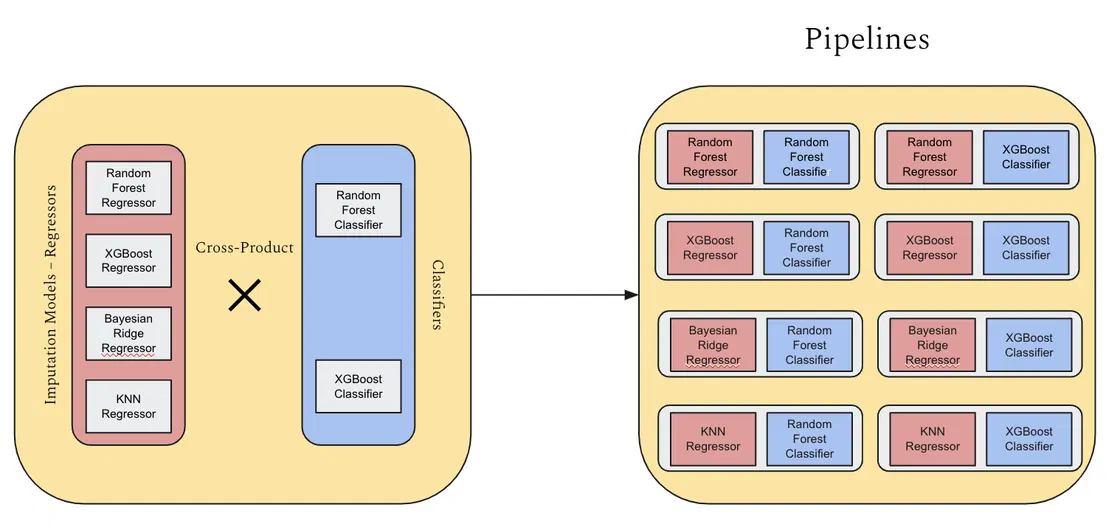 Pipelines
Imputation Models – Regressors
Random
Forest
Regressor
XGBoost
Regressor
Bayesian
Ridge
Regressor
KNN
Regressor
Cross-Product
Random
Forest
Classifier
XGBoost
Classifier
Classifiers
Random
Forest
Regressor
Random
Forest
Classifier
Random
Forest
Regressor
XGBoost
Classifier
XGBoost
Regressor
Random
Forest
Classifier
XGBoost
Regressor
XGBoost
Classifier
Bayesian
Ridge
Regressor
Random
Forest
Classifier
Bayesian
Ridge
Regressor
XGBoost
Classifier
KNN
Regressor
Random
Forest
Classifier
KNN
Regressor
XGBoost
Classifier